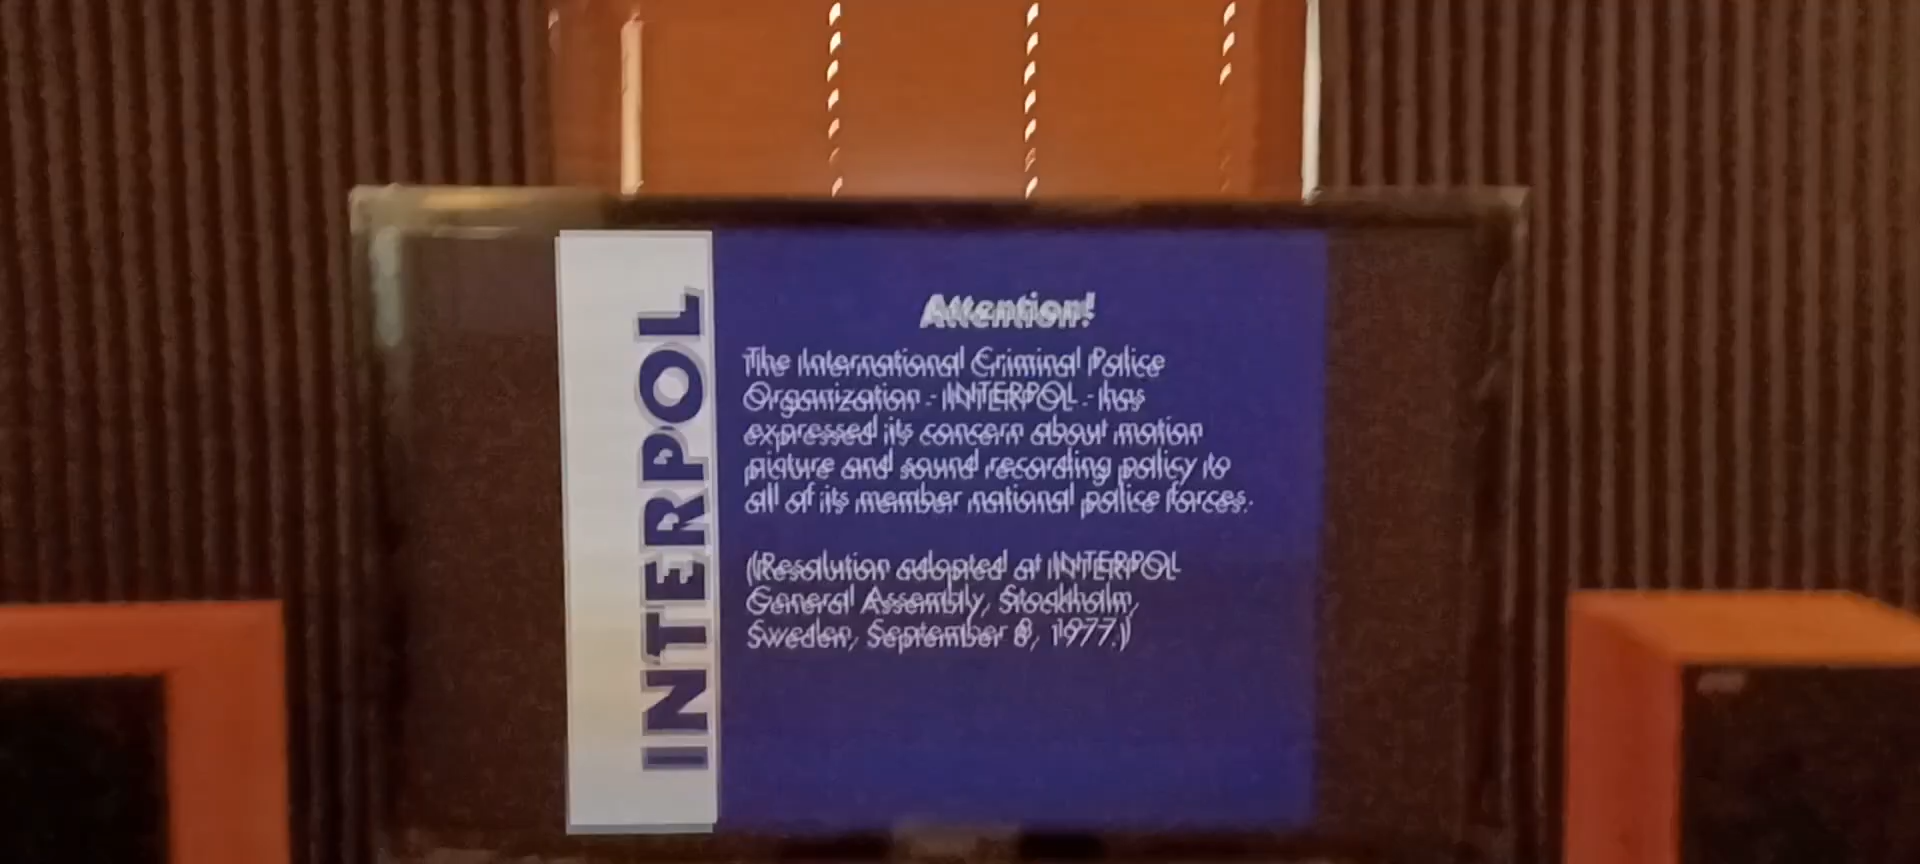 INTERPOL
Attention!
The International Criminal Police
Organization - INTERPOL - has
expressed its concern about motion
picture and sound recording policy to
all of its member national police forces.
(Resolution adopted at INTERPOL
General Assembly, Stockholm,
Sweden, September 8, 1977.)